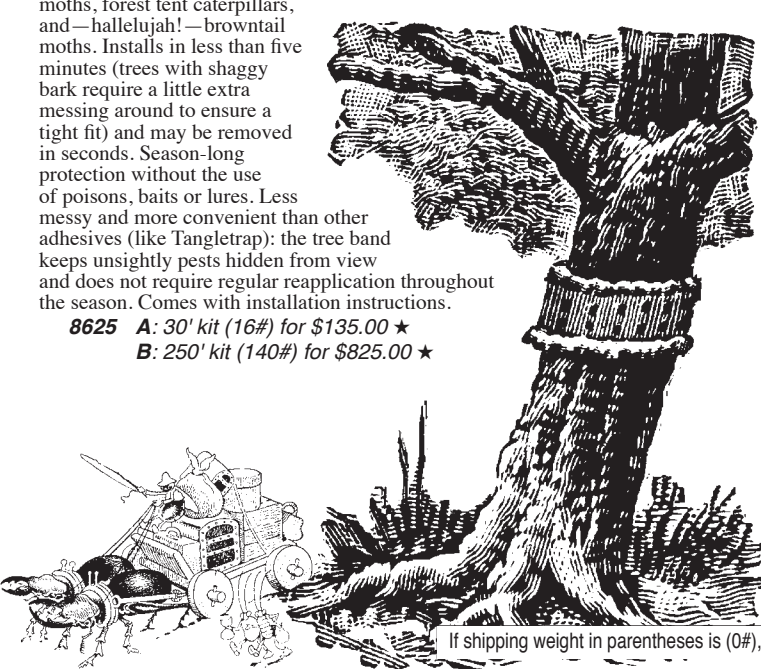 moths, forest tent caterpillars,
and—hallelujah!—browntail
moths. Installs in less than five
minutes (trees with shaggy
bark require a little extra
messing around to ensure a
tight fit) and may be removed
in seconds. Season-long
protection without the use
of poisons, baits or lures. Less
messy and more convenient than other
adhesives (like Tangletrap): the tree band
keeps unsightly pests hidden from view
and does not require regular reapplication throughout
the season. Comes with installation instructions.
8625 A: 30' kit (16#) for $135.00 ★
B: 250' kit (140#) for $825.00 ★
If shipping weight in parentheses is (0#),